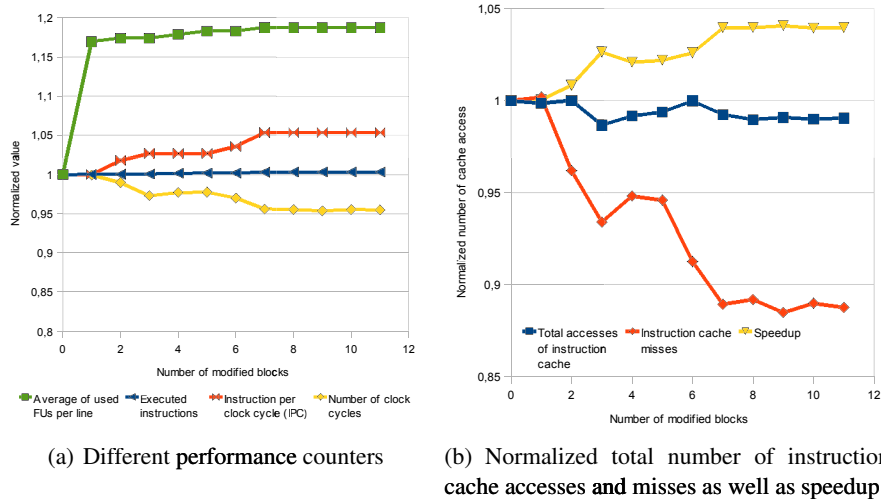 1,2
1,15
1,1
1,05
1
0,95
0,9
0,85
0,8
Normalized value
0 2 4 6 8 10 12
Number of modified blocks
Average of used FUs per line
Executed instructions
Instruction per clock cycle (IPC)
Number of clock cycles
(a) Different performance counters
1,05
1
0,95
0,9
0,85
Normalized number of cache access
Total accesses of instruction cache
Instruction cache misses
Speedup
0 2 4 6 8 10 12
Number of modified blocks
(b) Normalized total number of instruction
cache accesses and misses as well as speedup